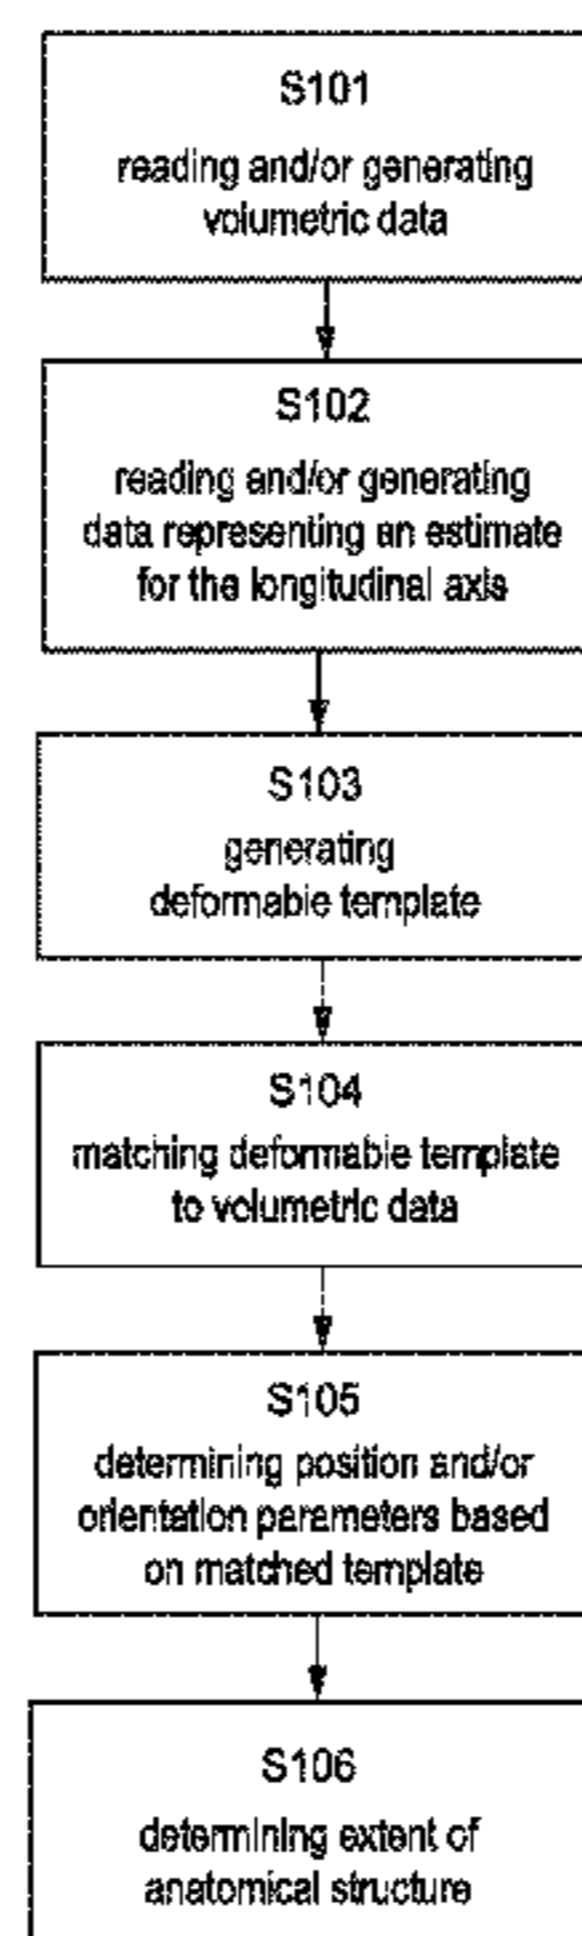 S101
reading and/or generating
volumetric data
S102
reading and/or generating
data representing an estimate
for the longitudinal axis
S103
generating
deformable template
S104
matching deformable template
to volumetric data
S105
determining position and/or
orientation parameters based
on matched template
S106
determining extent of
anatomical structure